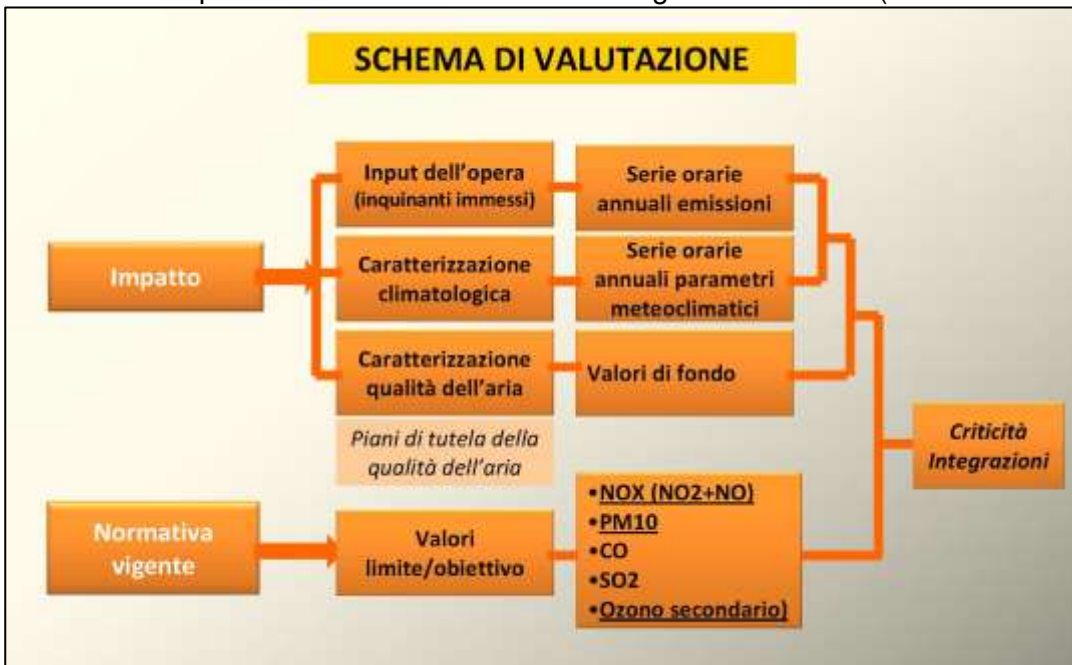 SCHEMA DI VALUTAZIONE
Input dell'opera
(inquinanti immessi)
Serie orarie
annuali emissioni
Impatto
Caratterizzazione
climatologica
Serie orarie
annuali parametri
meteoclimatici
Caratterizzazione
qualità dell'aria
Valori di fondo
Piani di tutela della
qualità dell'aria
Criticità
Integrazioni
Normativa
vigente
Valori
limite/obiettivo
•NOX (NO2+NO)
•PM10
•CO
•SO2
•Ozono secondario)